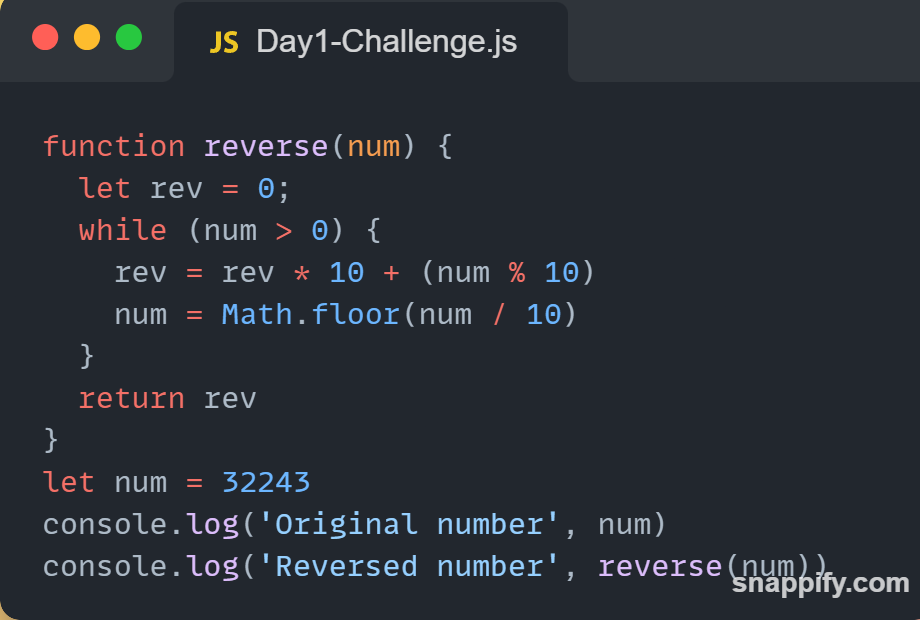 JS Day1-Challenge.js
function reverse(num) {
  let rev = 0;
  while (num > 0) {
    rev = rev * 10 + (num % 10)
    num = Math.floor(num / 10)
  }
  return rev
}
let num = 32243
console.log('Original number', num)
console.log('Reversed number', reverse(num))
snappify.com